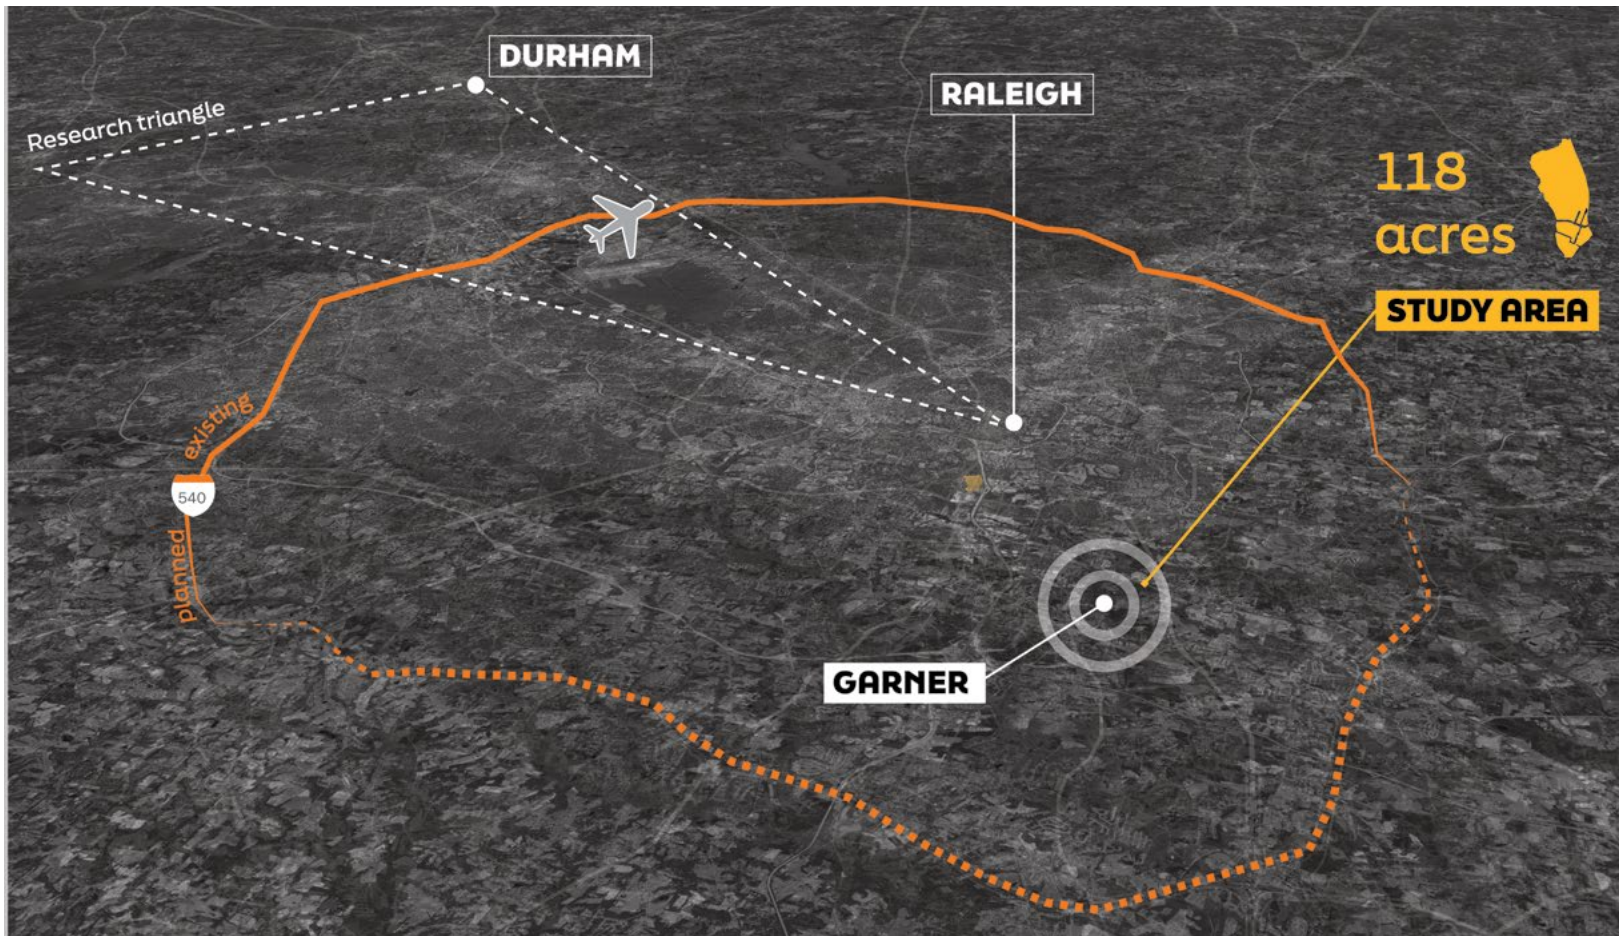 DURHAM
RALEIGH
Research triangle
118
acres
STUDY AREA
existing
540
planned
GARNER